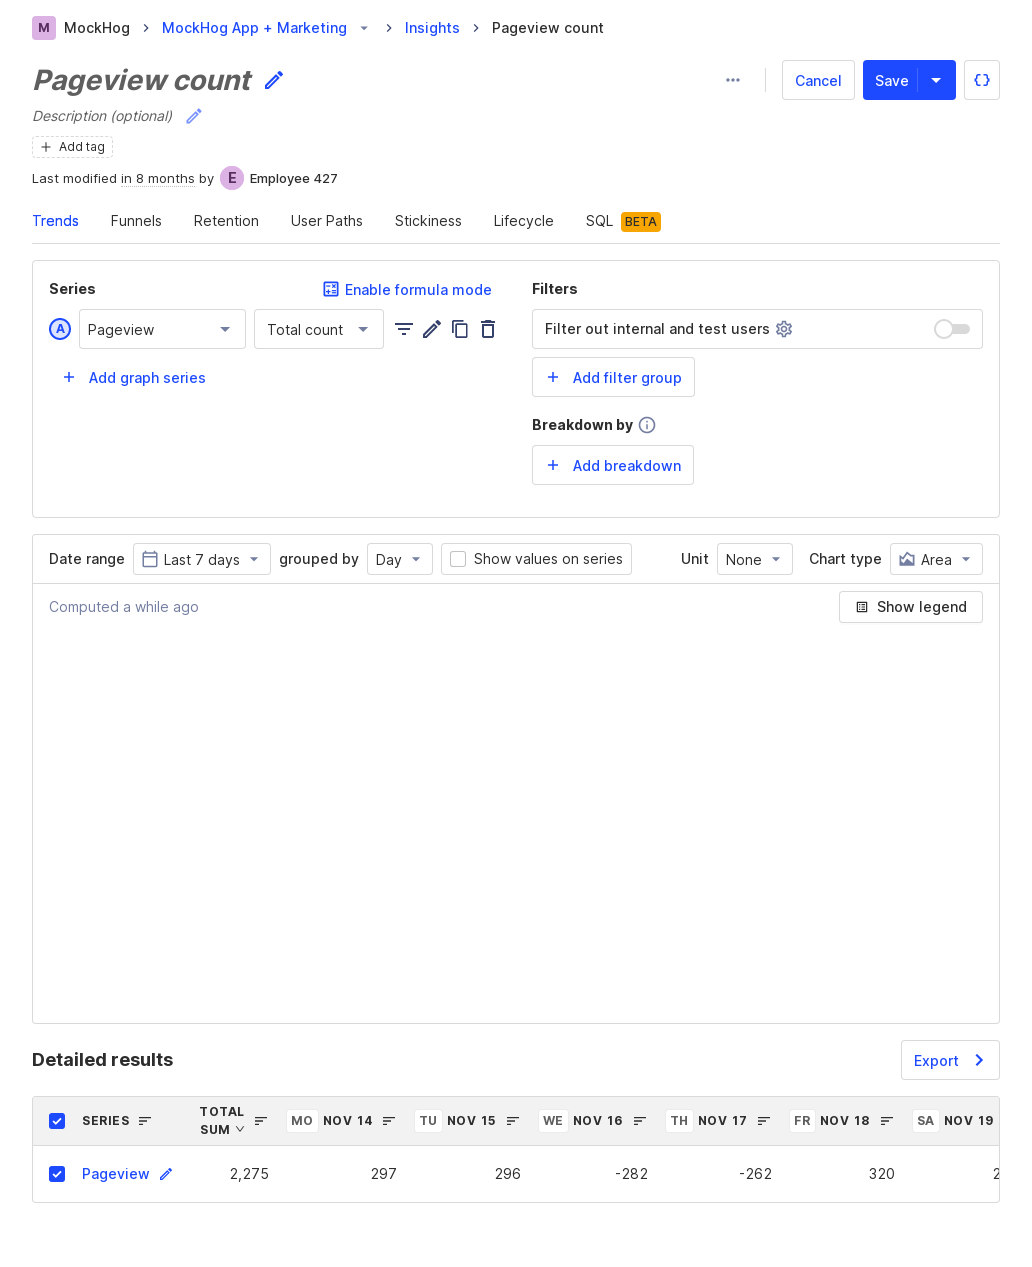 M MockHog > MockHog App + Marketing > Insights > Pageview count
Pageview count
Cancel Save
Description (optional)
Add tag
Last modified in 8 months by E Employee 427
Trends Funnels Retention User Paths Stickiness Lifecycle SQL BETA
Series Enable formula mode Filters
A Pageview Total count Filter out internal and test users
+ Add graph series + Add filter group
Breakdown by
+ Add breakdown
Date range Last 7 days grouped by Day Show values on series Unit None Chart type Area
Computed a while ago Show legend
Detailed results Export
SERIES TOTAL SUM MO NOV 14 TU NOV 15 WE NOV 16 TH NOV 17 FR NOV 18 SA NOV 19
Pageview 2,275 297 296 -282 -262 320